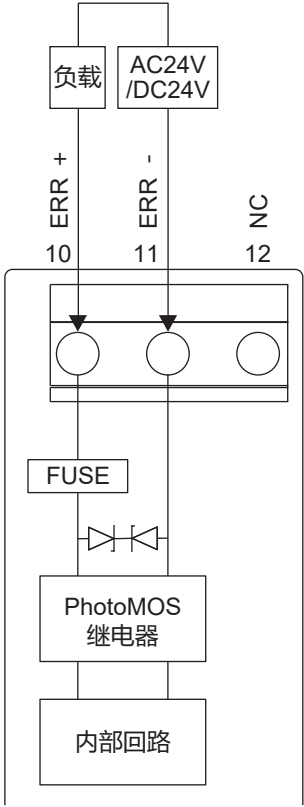 负载
AC24V
/DC24V
ERR +
ERR -
NC
10
11
12
FUSE
PhotoMOS
继电器
内部回路